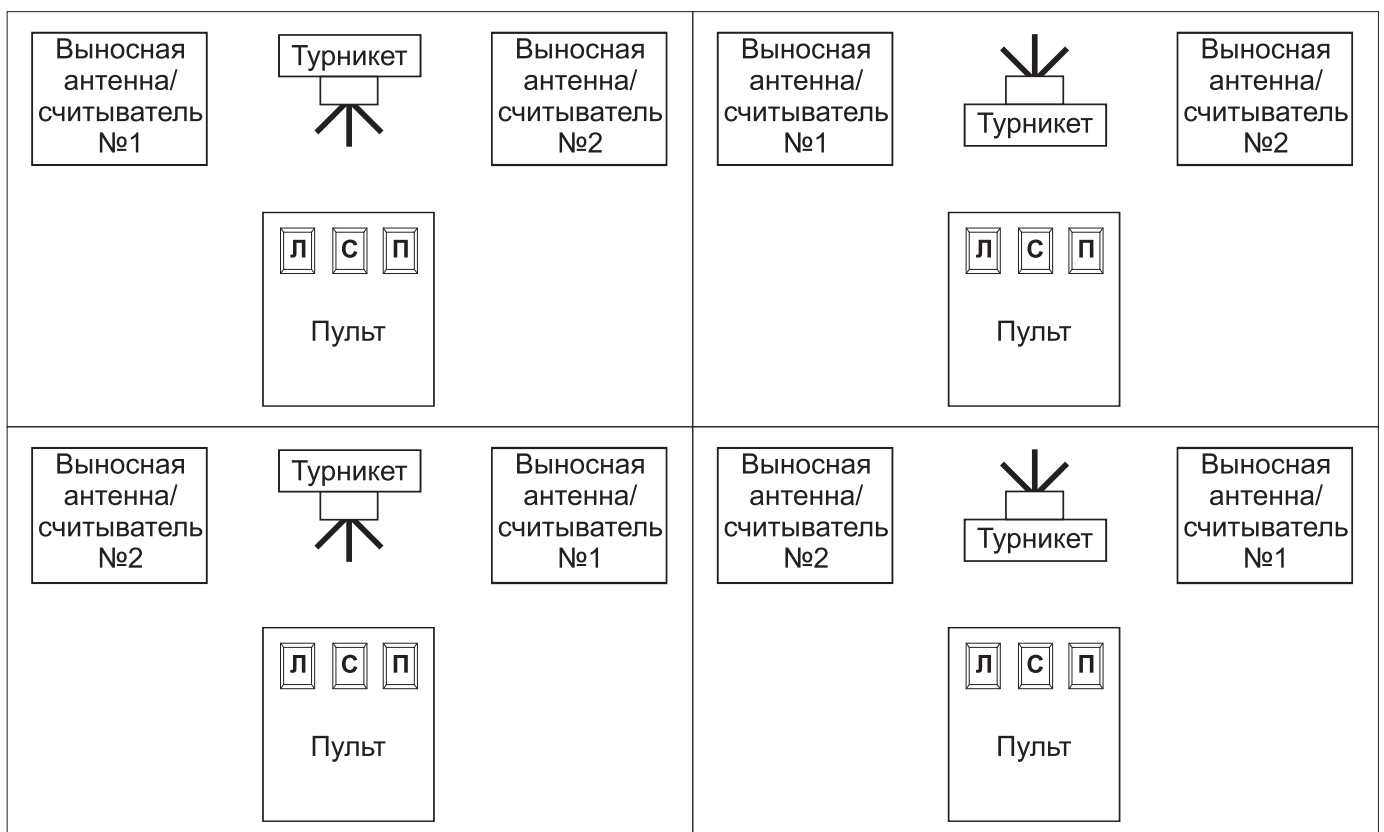 Выносная
антенна/
считыватель
№1
Турникет
Выносная
антенна/
считыватель
№2
Л С П
Пульт
Выносная
антенна/
считыватель
№1
Турникет
Выносная
антенна/
считыватель
№2
Л С П
Пульт
Выносная
антенна/
считыватель
№2
Турникет
Выносная
антенна/
считыватель
№1
Л С П
Пульт
Выносная
антенна/
считыватель
№2
Турникет
Выносная
антенна/
считыватель
№1
Л С П
Пульт